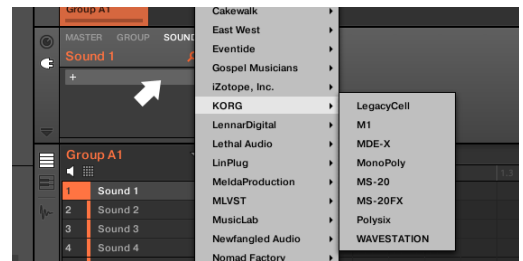 Group A1
MASTER GROUP SOUND
Sound 1
+
Group A1
1 Sound 1
2 Sound 2
3 Sound 3
4 Sound 4
Cakewalk
East West
Eventide
Gospel Musicians
iZotope, Inc.
KORG
LennarDigital
Lethal Audio
LinPlug
MeldaProduction
MLVST
MusicLab
Newfangled Audio
Nomad Factory
LegacyCell
M1
MDE-X
MonoPoly
MS-20
MS-20FX
Polysix
WAVESTATION
1.3